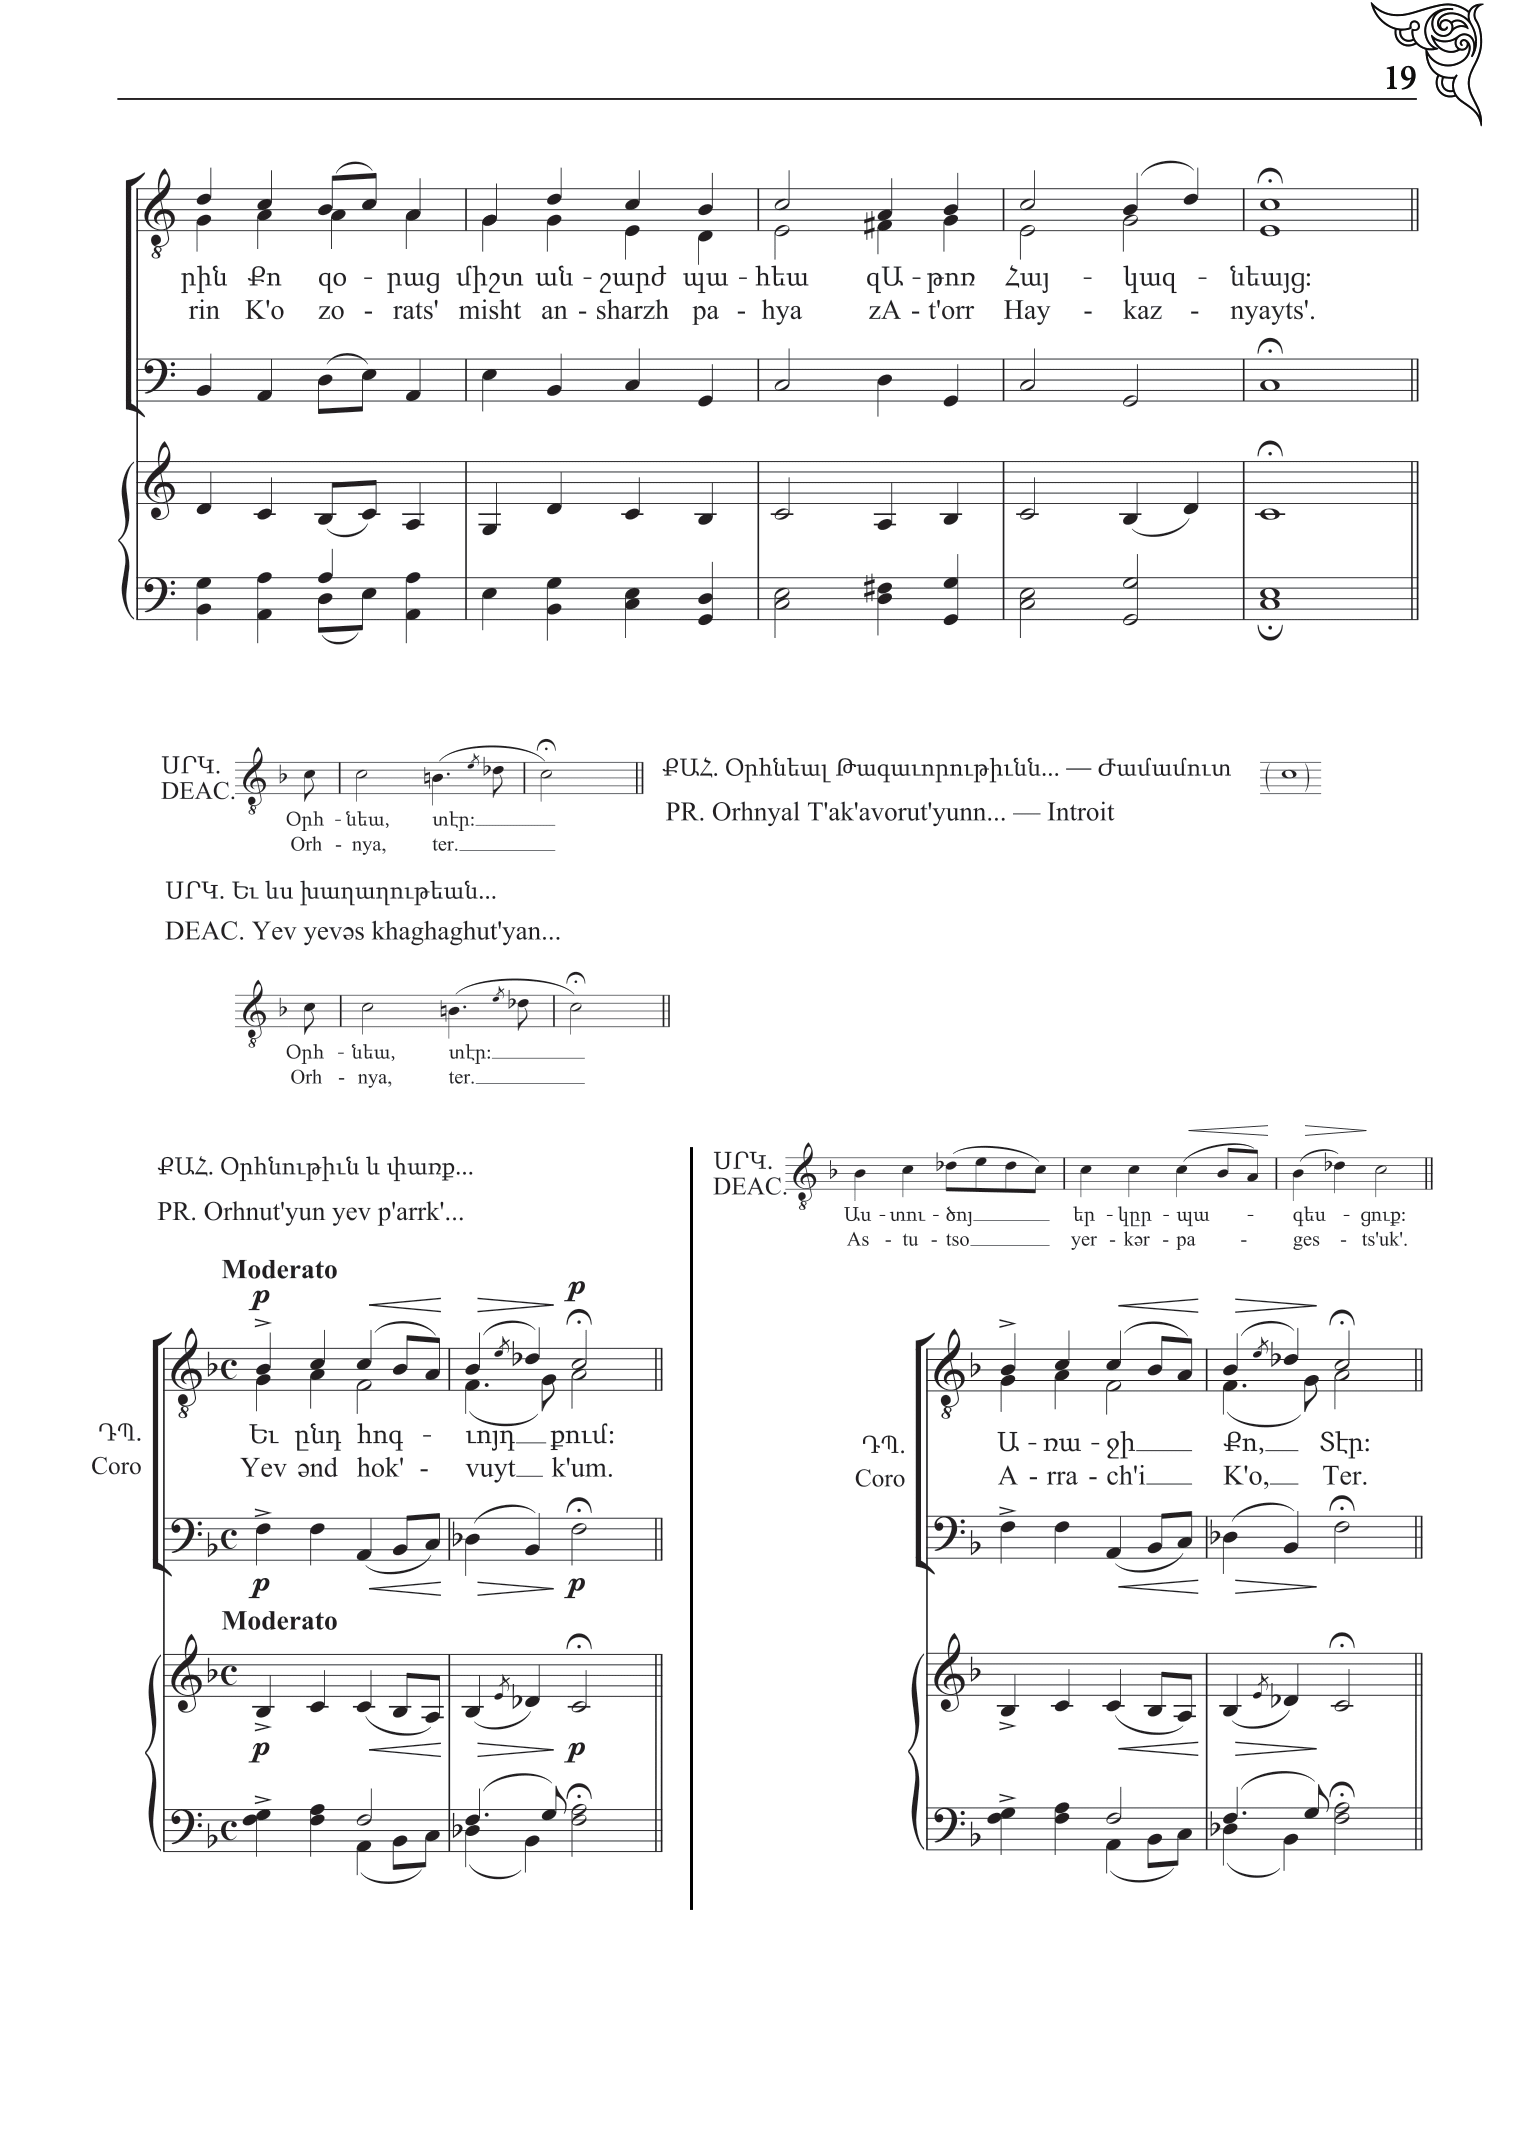 19
րին Քո զօ - րաց միշտ ան - շարժ պա - հեա զԱ - թոռ Հայ - կազ - նեայց։
rin K'o zo - rats' misht an - sharzh pa - hya zA - t'orr Hay - kaz - nyayts'.
ՍՐԿ.
DEAC.
Օրհ - նեա, տէր։
Orh - nya, ter.
ՔԱՀ. Օրհնեալ Թագաւորութիւնն... — Ժամամուտ
PR. Orhnyal T'ak'avorut'yunn... — Introit
ՍՐԿ. Եւ ևս խաղաղութեան...
DEAC. Yev yevəs khaghaghut'yan...
Օրհ - նեա, տէր։
Orh - nya, ter.
ՔԱՀ. Օրհնութիւն և փառք...
PR. Orhnut'yun yev p'arrk'...
Moderato
p p
ԴՊ.
Coro
Եւ ընդ հոգ - ւոյդ քում։
Yev ənd hok' - vuyt k'um.
p p
Moderato
p p
ՍՐԿ.
DEAC.
Աս - տու - ծոյ եր - կըր - պա - գես - ցուք։
As - tu - tso yer - kər - pa - ges - ts'uk'.
ԴՊ.
Coro
Ա - ռա - ջի Քո, Տէր։
A - rra - ch'i K'o, Ter.